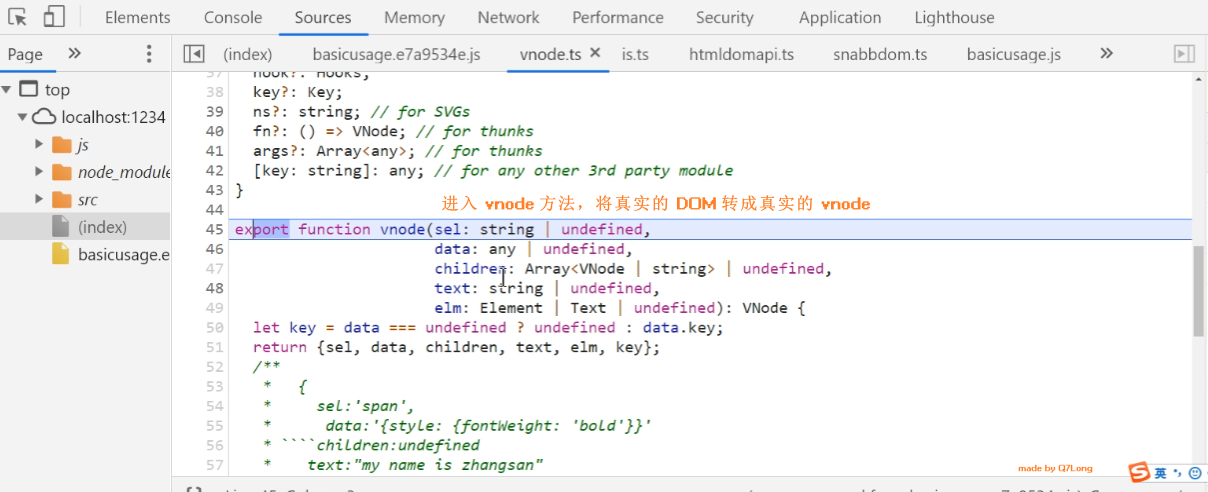 Elements Console Sources Memory Network Performance Security Application Lighthouse
Page (index) basicusage.e7a9534e.js vnode.ts is.ts htmldomapi.ts snabbdom.ts basicusage.js
top
localhost:1234
js
node_module
src
(index)
basicusage.e
37 hook?: Hooks;
38 key?: Key;
39 ns?: string; // for SVGs
40 fn?: () => VNode; // for thunks
41 args?: Array<any>; // for thunks
42 [key: string]: any; // for any other 3rd party module
43 }
进入 vnode 方法，将真实的 DOM 转成真实的 vnode
44
45 export function vnode(sel: string | undefined,
46 data: any | undefined,
47 children: Array<VNode | string> | undefined,
48 text: string | undefined,
49 elm: Element | Text | undefined): VNode {
50 let key = data === undefined ? undefined : data.key;
51 return {sel, data, children, text, elm, key};
52 /**
53 * {
54 * sel:'span',
55 * data:'{style: {fontWeight: 'bold'}}'
56 * ````children:undefined
57 * text:"my name is zhangsan"
made by Q7Long
英